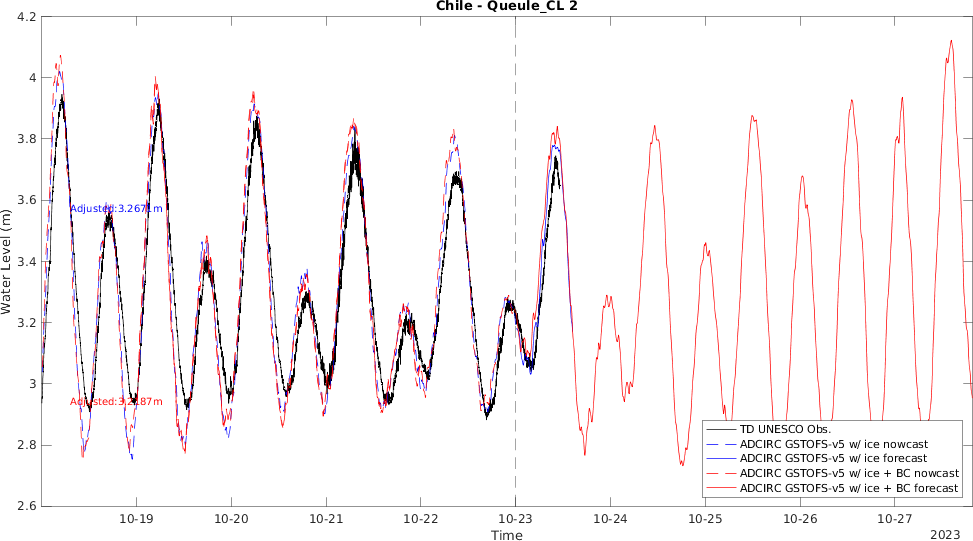 Chile - Queule_CL 2
4.2
4
3.8
3.6
3.4
3.2
3
2.8
2.6
Water Level (m)
Adjusted:3.2671m
TD UNESCO Obs.
ADCIRC GSTOFS-v5 w/ ice nowcast
ADCIRC GSTOFS-v5 w/ ice forecast
ADCIRC GSTOFS-v5 w/ ice + BC nowcast
ADCIRC GSTOFS-v5 w/ ice + BC forecast
10-19
10-20
10-21
10-22
10-23
10-24
10-25
10-26
10-27
Time
2023